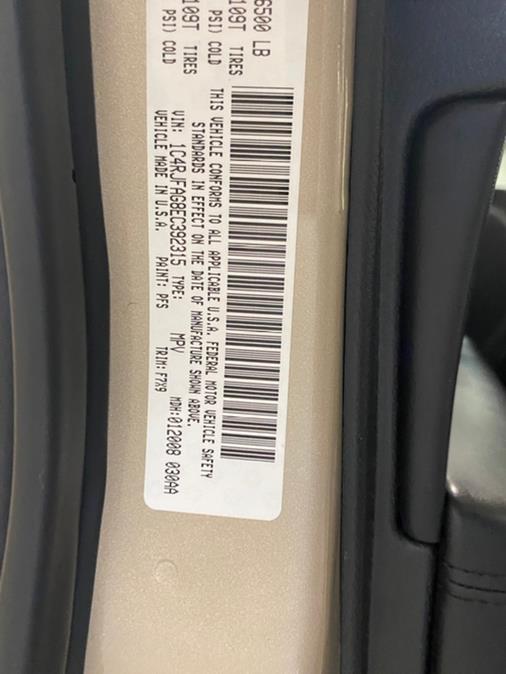 6500 LB
109T TIRES
PSI) COLD
109T TIRES
PSI) COLD
THIS VEHICLE CONFORMS TO ALL APPLICABLE U.S.A. FEDERAL MOTOR VEHICLE SAFETY
STANDARDS IN EFFECT ON THE DATE OF MANUFACTURE SHOWN ABOVE.
VIN: 1C4RJFAG8EC392315 TYPE: MPV MDH:012008 030AA
VEHICLE MADE IN U.S.A. PAINT: PFS TRIM: F7X9